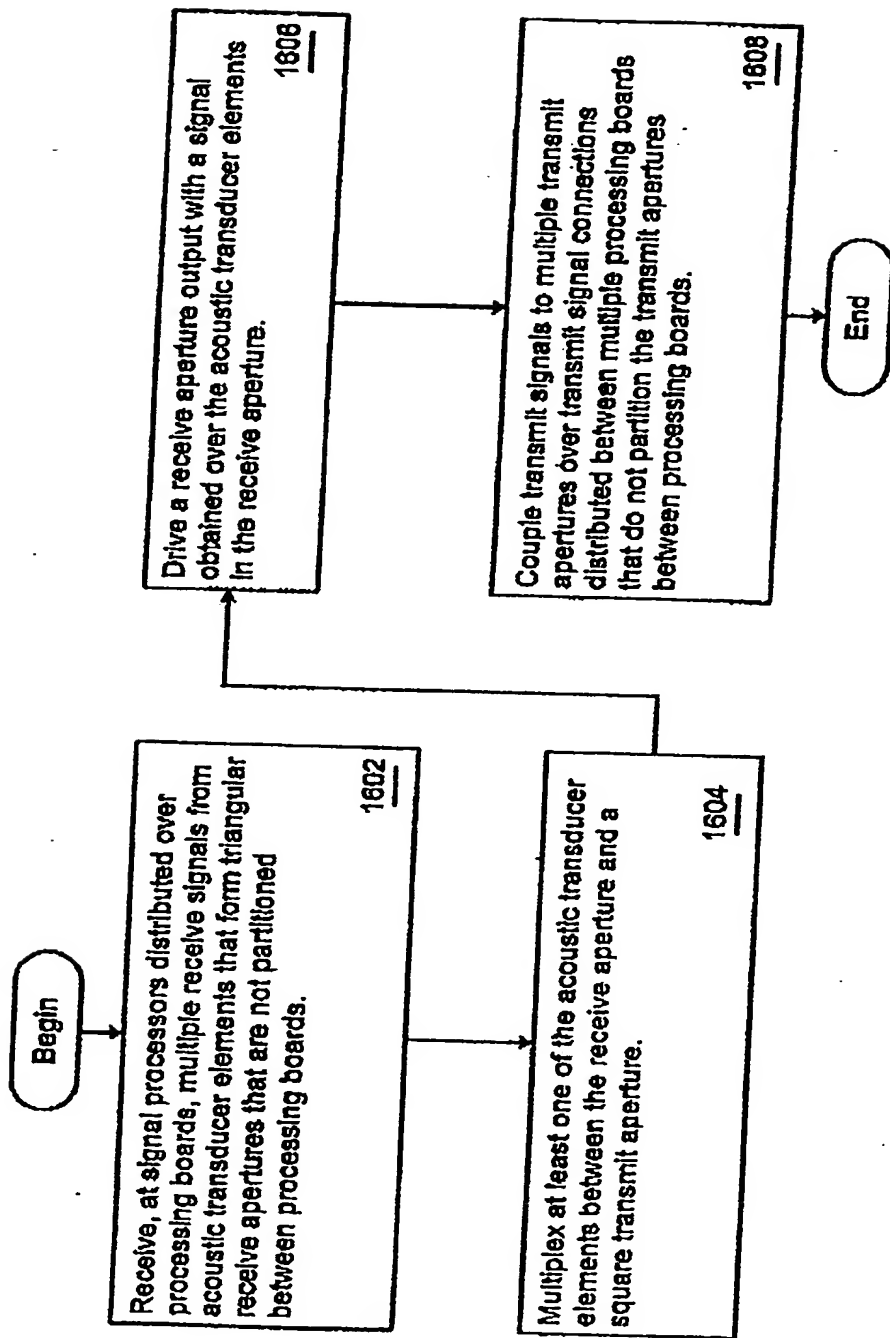 Begin
Receive, at signal processors distributed over
processing boards, multiple receive signals from
acoustic transducer elements that form triangular
receive apertures that are not partitioned
between processing boards.
1602
Multiplex at least one of the acoustic transducer
elements between the receive aperture and a
square transmit aperture.
1604
Drive a receive aperture output with a signal
obtained over the acoustic transducer elements
in the receive aperture.
1606
Couple transmit signals to multiple transmit
apertures over transmit signal connections
distributed between multiple processing boards
that do not partition the transmit apertures
between processing boards.
1608
End